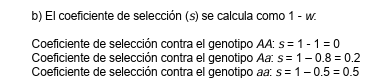 b) El coeficiente de selección (s) se calcula como 1 - w.
Coeficiente de selección contra el genotipo AA: s = 1 - 1 = 0
Coeficiente de selección contra el genotipo Aa: s = 1 – 0.8 = 0.2
Coeficiente de selección contra el genotipo aa: s = 1 – 0.5 = 0.5